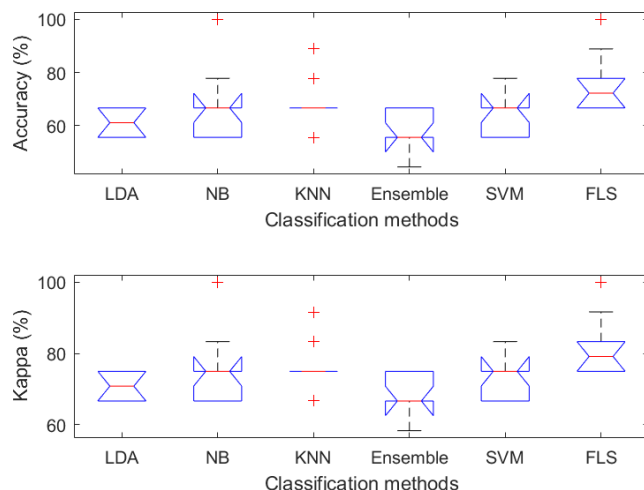 100
80
60
Accuracy (%)
LDA NB KNN Ensemble SVM FLS
Classification methods
100
80
60
Kappa (%)
LDA NB KNN Ensemble SVM FLS
Classification methods